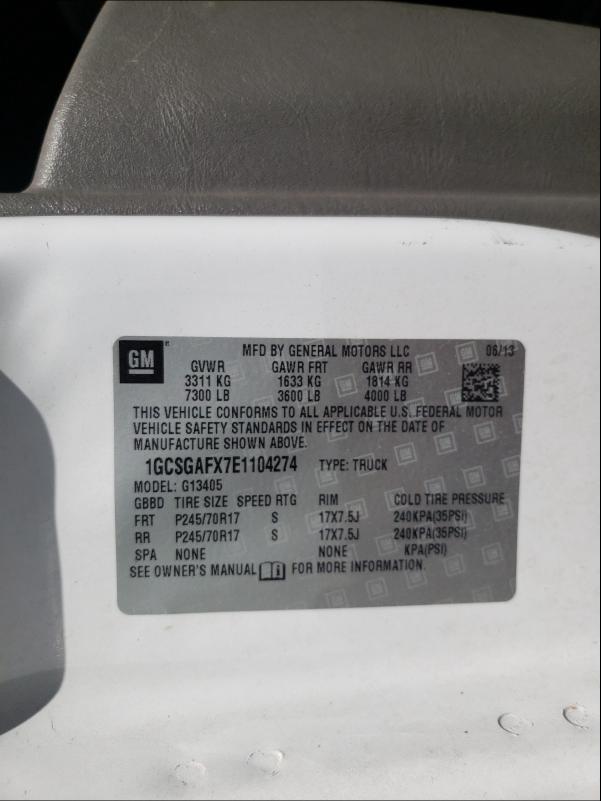 GM
MFD BY GENERAL MOTORS LLC 06/13
GVWR GAWR FRT GAWR RR
3311 KG 1633 KG 1814 KG
7300 LB 3600 LB 4000 LB
THIS VEHICLE CONFORMS TO ALL APPLICABLE U.S. FEDERAL MOTOR
VEHICLE SAFETY STANDARDS IN EFFECT ON THE DATE OF
MANUFACTURE SHOWN ABOVE.
1GCSGAFX7E1104274 TYPE: TRUCK
MODEL: G13405
GBBD TIRE SIZE SPEED RTG RIM COLD TIRE PRESSURE
FRT P245/70R17 S 17X7.5J 240KPA(35PSI)
RR P245/70R17 S 17X7.5J 240KPA(35PSI)
SPA NONE NONE KPA(PSI)
SEE OWNER'S MANUAL FOR MORE INFORMATION.